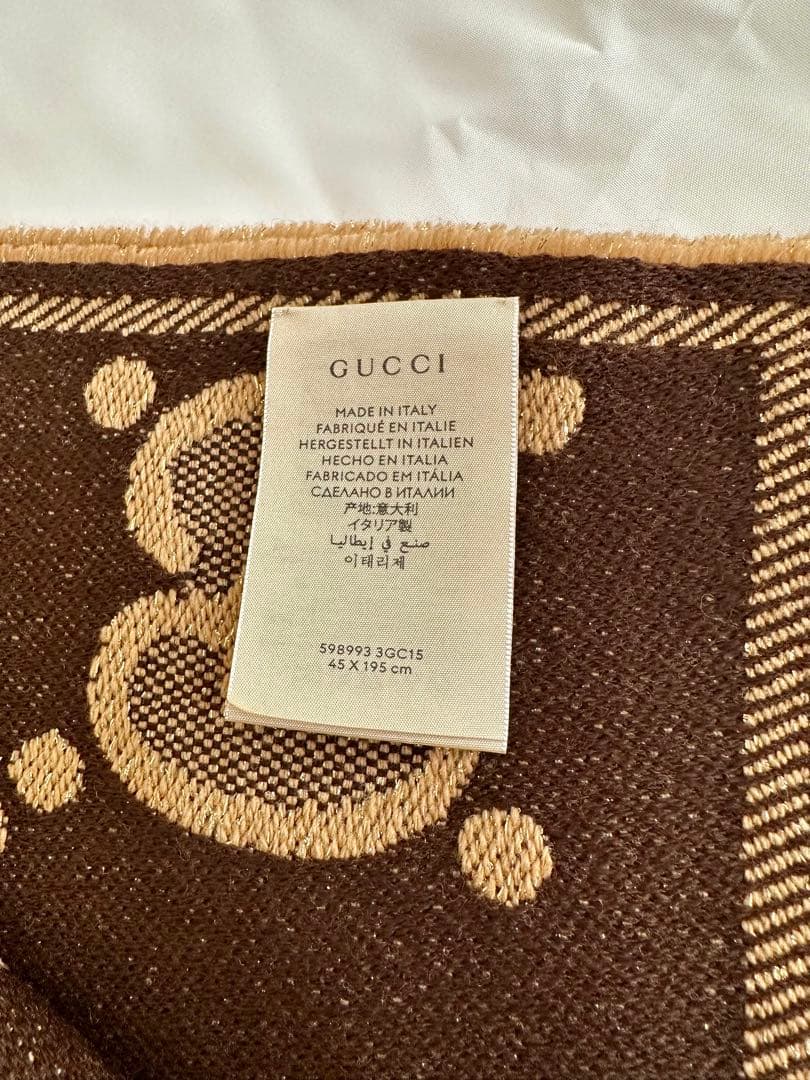 GUCCI
MADE IN ITALY
FABRIQUÉ EN ITALIE
HERGESTELLT IN ITALIEN
HECHO EN ITALIA
FABRICADO EM ITÁLIA
СДЕЛАНО В ИТАЛИИ
产地:意大利
イタリア製
صنع في إيطاليا
이태리제
598993 3GC15
45 X 195 cm